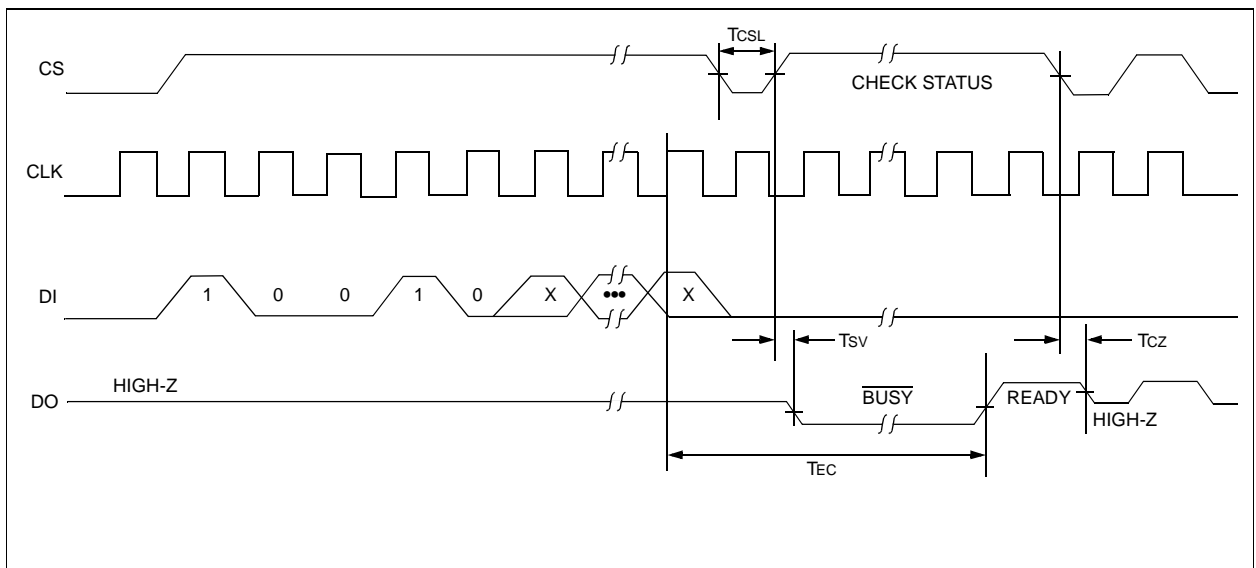 TCSL
CS
CHECK STATUS
CLK
DI
1 0 0 1 0 X ••• X
TSV
TCZ
HIGH-Z
DO
BUSY
READY
HIGH-Z
TEC